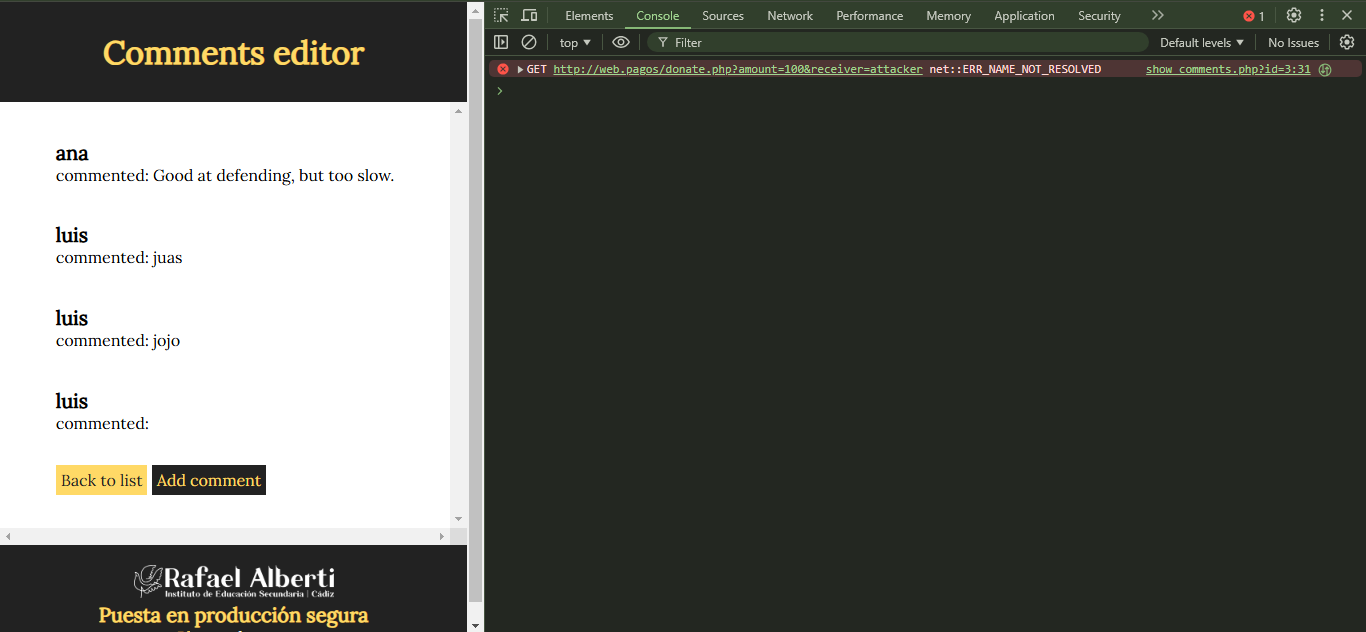 Comments editor
ana
commented: Good at defending, but too slow.
luis
commented: juas
luis
commented: jojo
luis
commented:
Back to list Add comment
Rafael Alberti
Instituto de Educación Secundaria | Cádiz
Puesta en producción segura
Elements Console Sources Network Performance Memory Application Security 1
top Filter Default levels No Issues
GET http://web.pagos/donate.php?amount=100&receiver=attacker net::ERR_NAME_NOT_RESOLVED show_comments.php?id=3:31